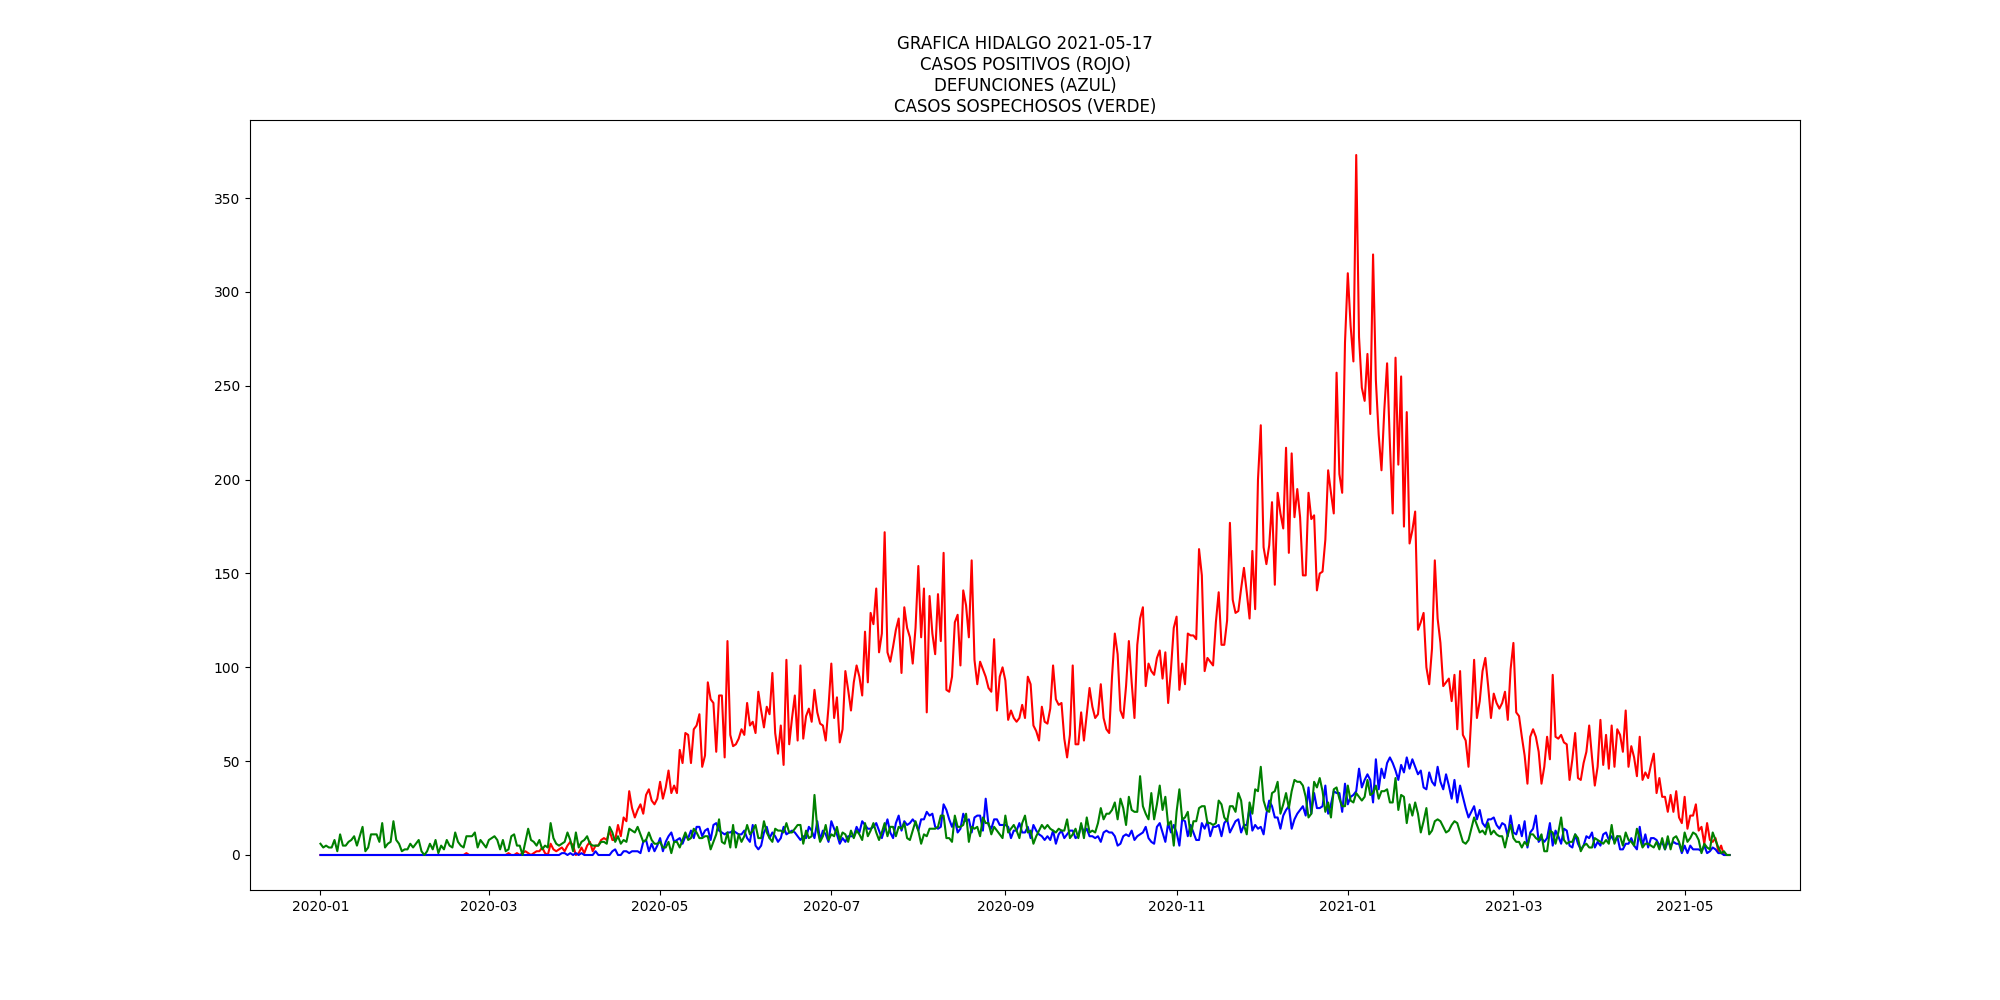 GRAFICA HIDALGO 2021-05-17
CASOS POSITIVOS (ROJO)
DEFUNCIONES (AZUL)
CASOS SOSPECHOSOS (VERDE)
350
300
250
200
150
100
50
0
2020-01 2020-03 2020-05 2020-07 2020-09 2020-11 2021-01 2021-03 2021-05